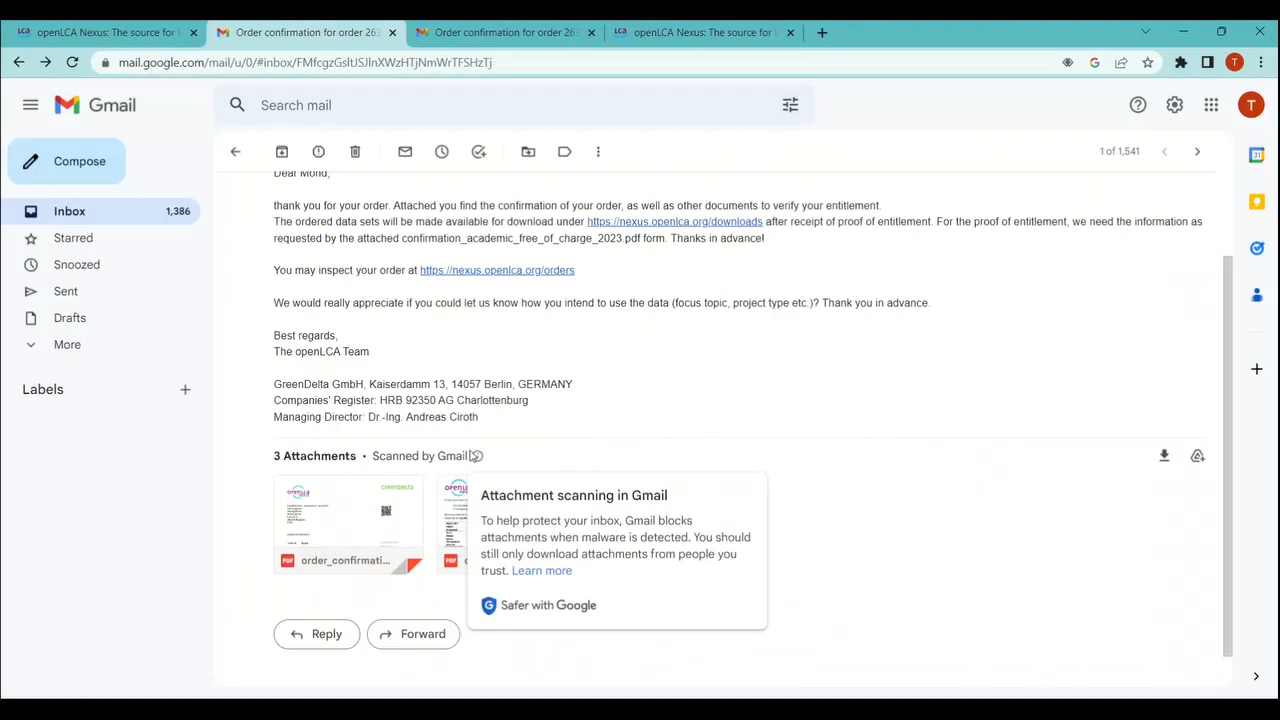 openLCA Nexus: The source for
Order confirmation for order 263
Order confirmation for order 263
openLCA Nexus: The source for
mail.google.com/mail/u/0/#inbox/FMfcgzGsltJSJlnXWzHTjNmWrTFSHzTj
T
Gmail
Search mail
T
Compose
1 of 1,541
Inbox 1,386
Starred
Snoozed
Sent
Drafts
More
Labels
Dear Mohd,
thank you for your order. Attached you find the confirmation of your order, as well as other documents to verify your entitlement.
The ordered data sets will be made available for download under https://nexus.openlca.org/downloads after receipt of proof of entitlement. For the proof of entitlement, we need the information as
requested by the attached confirmation_academic_free_of_charge_2023.pdf form. Thanks in advance!
You may inspect your order at https://nexus.openlca.org/orders
We would really appreciate if you could let us know how you intend to use the data (focus topic, project type etc.)? Thank you in advance.
Best regards,
The openLCA Team
GreenDelta GmbH, Kaiserdamm 13, 14057 Berlin, GERMANY
Companies' Register: HRB 92350 AG Charlottenburg
Managing Director: Dr.-Ing. Andreas Ciroth
3 Attachments • Scanned by Gmail
openLCA GreenDelta
PDF order_confirmati...
PDF
Attachment scanning in Gmail
To help protect your inbox, Gmail blocks
attachments when malware is detected. You should
still only download attachments from people you
trust. Learn more
Safer with Google
Reply
Forward